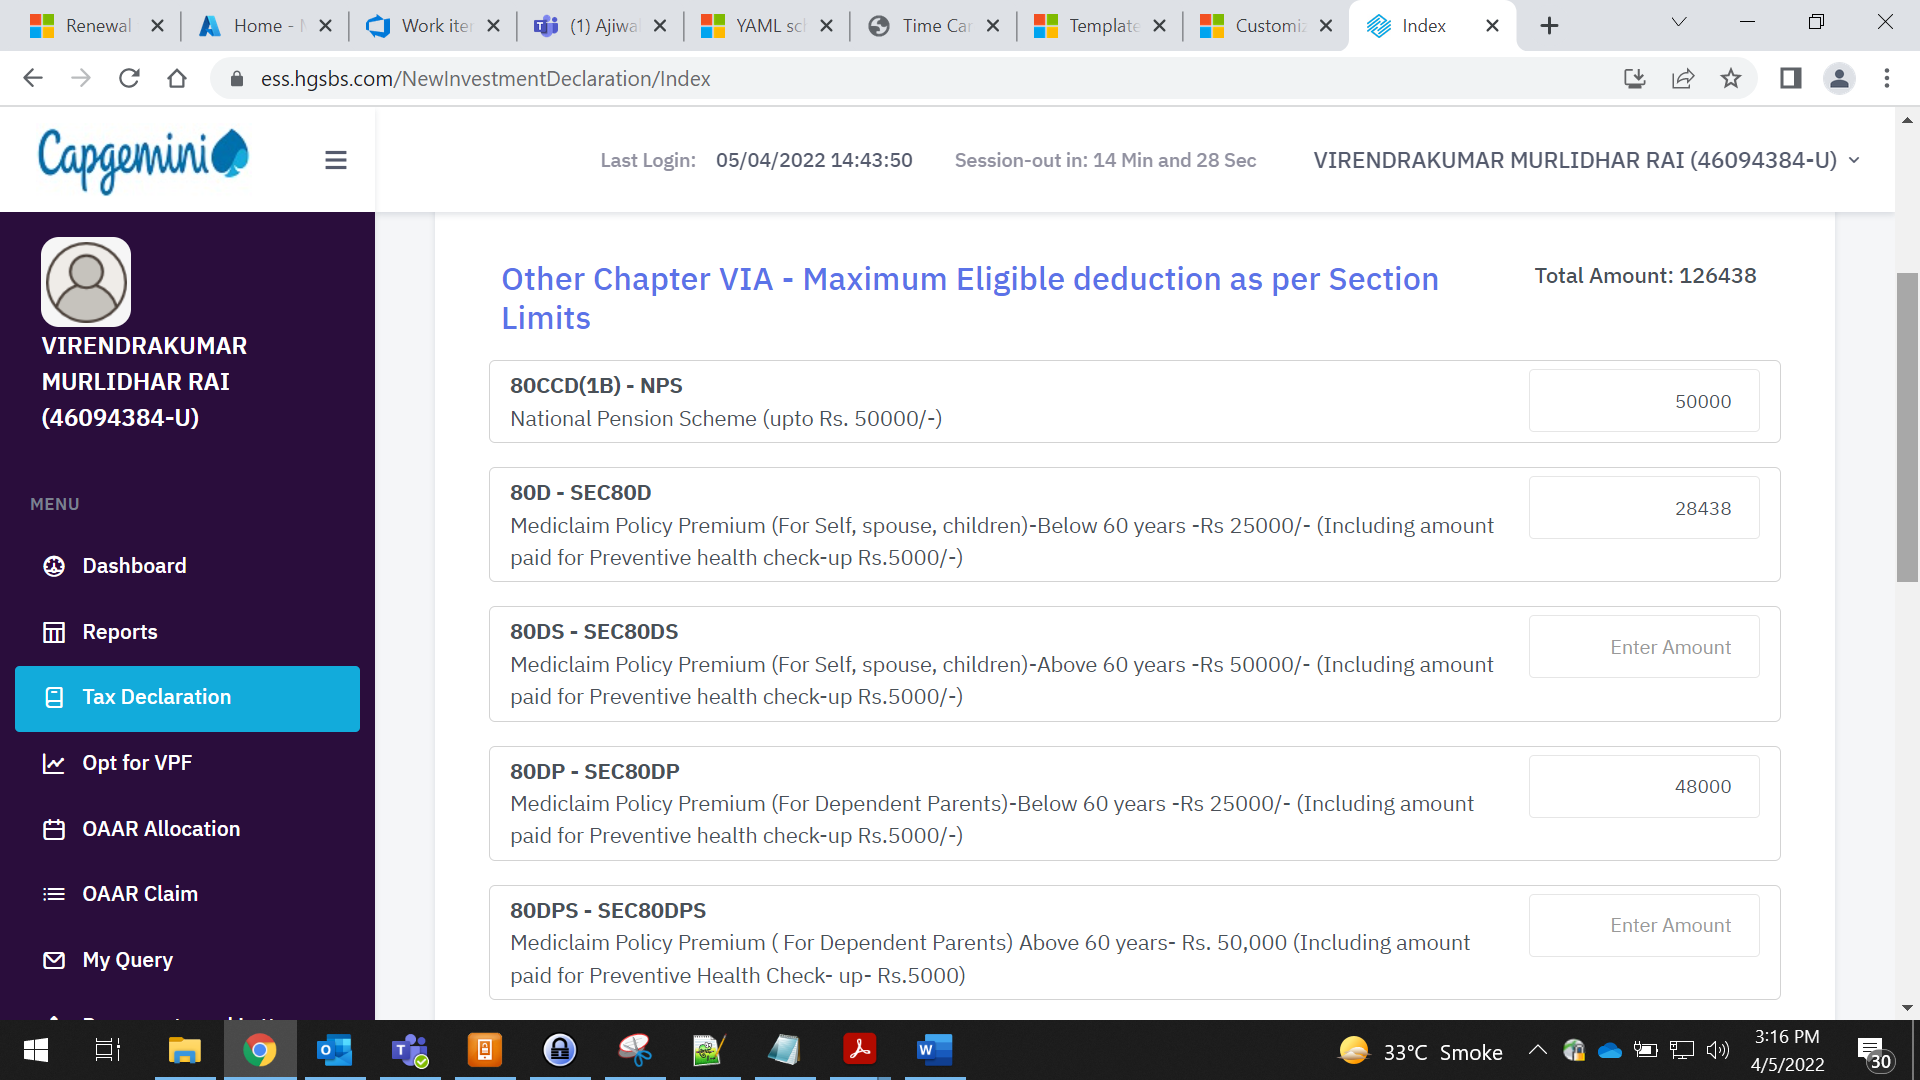 Renewal
Home - M
Work iter
(1) Ajiwal
YAML sch
Time Car
Template
Customiz
Index
ess.hgsbs.com/NewInvestmentDeclaration/Index
Capgemini
Last Login: 05/04/2022 14:43:50
Session-out in: 14 Min and 28 Sec
VIRENDRAKUMAR MURLIDHAR RAI (46094384-U)
VIRENDRAKUMAR
MURLIDHAR RAI
(46094384-U)
MENU
Dashboard
Reports
Tax Declaration
Opt for VPF
OAAR Allocation
OAAR Claim
My Query
Other Chapter VIA - Maximum Eligible deduction as per Section
Limits
Total Amount: 126438
80CCD(1B) - NPS
National Pension Scheme (upto Rs. 50000/-)
50000
80D - SEC80D
Mediclaim Policy Premium (For Self, spouse, children)-Below 60 years -Rs 25000/- (Including amount
paid for Preventive health check-up Rs.5000/-)
28438
80DS - SEC80DS
Mediclaim Policy Premium (For Self, spouse, children)-Above 60 years -Rs 50000/- (Including amount
paid for Preventive health check-up Rs.5000/-)
Enter Amount
80DP - SEC80DP
Mediclaim Policy Premium (For Dependent Parents)-Below 60 years -Rs 25000/- (Including amount
paid for Preventive health check-up Rs.5000/-)
48000
80DPS - SEC80DPS
Mediclaim Policy Premium ( For Dependent Parents) Above 60 years- Rs. 50,000 (Including amount
paid for Preventive Health Check- up- Rs.5000)
Enter Amount
33°C Smoke
3:16 PM
4/5/2022
30